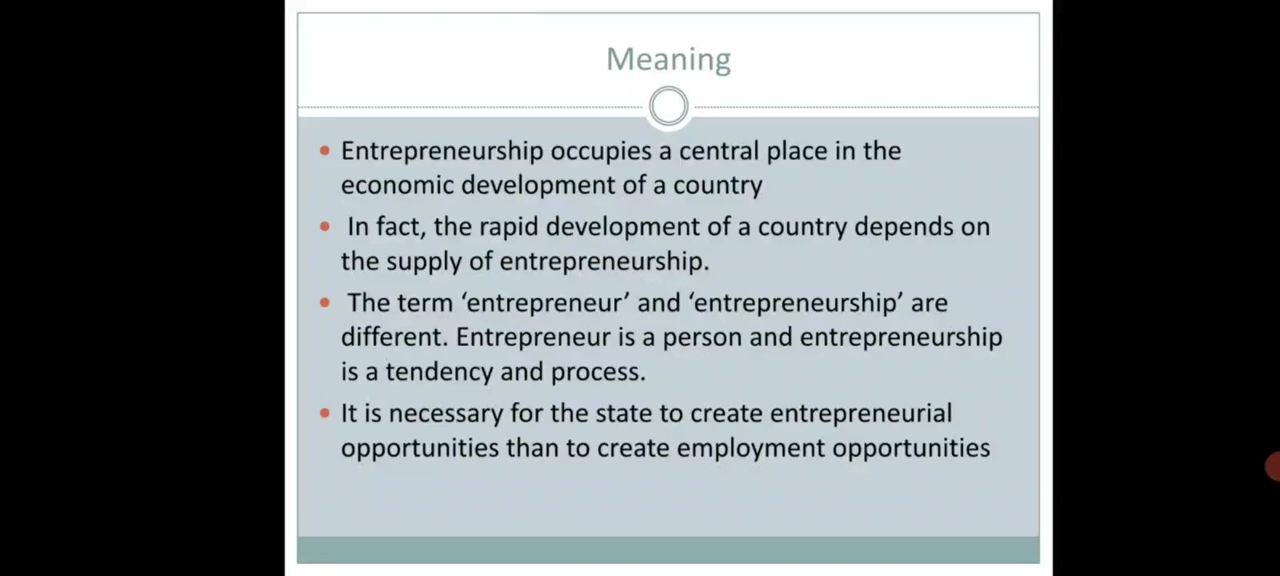 Meaning
• Entrepreneurship occupies a central place in the
economic development of a country
• In fact, the rapid development of a country depends on
the supply of entrepreneurship.
• The term ‘entrepreneur’ and ‘entrepreneurship’ are
different. Entrepreneur is a person and entrepreneurship
is a tendency and process.
• It is necessary for the state to create entrepreneurial
opportunities than to create employment opportunities